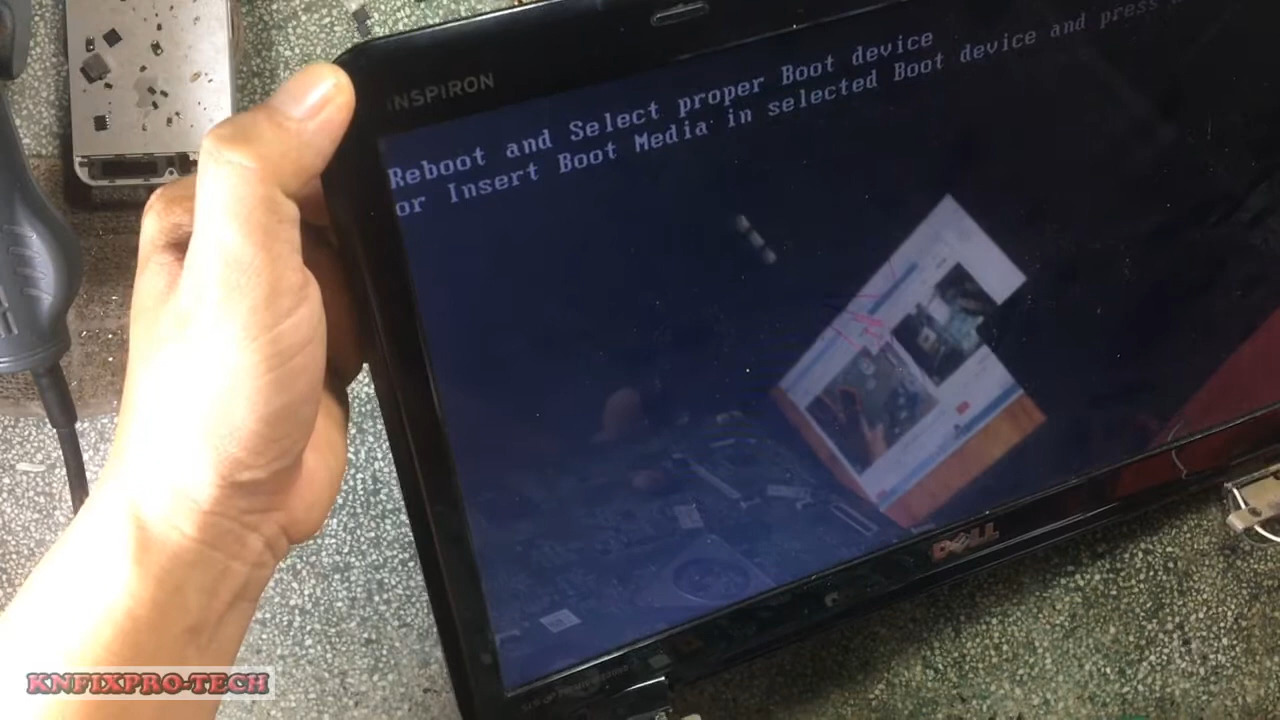 INSPIRON
Reboot and Select proper Boot device
or Insert Boot Media in selected Boot device and press
DELL
KNFIXPRO-TECH